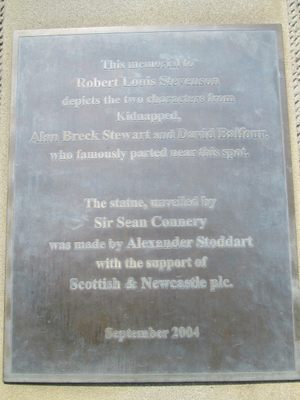 This memorial to
Robert Louis Stevenson
depicts the two characters from
Kidnapped,
Alan Breck Stewart and David Balfour,
who famously parted near this spot.
The statue, unveiled by
Sir Sean Connery
was made by Alexander Stoddart
with the support of
Scottish & Newcastle plc.
September 2004